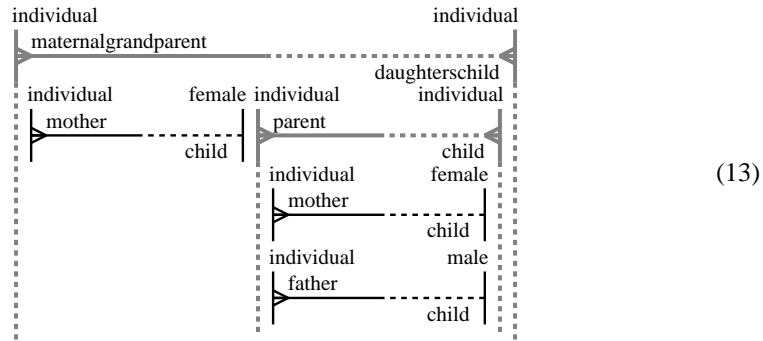 individual individual
maternalgrandparent
daughterschild
individual female individual individual
mother parent
child child
individual female
mother
child
(13)
individual male
father
child